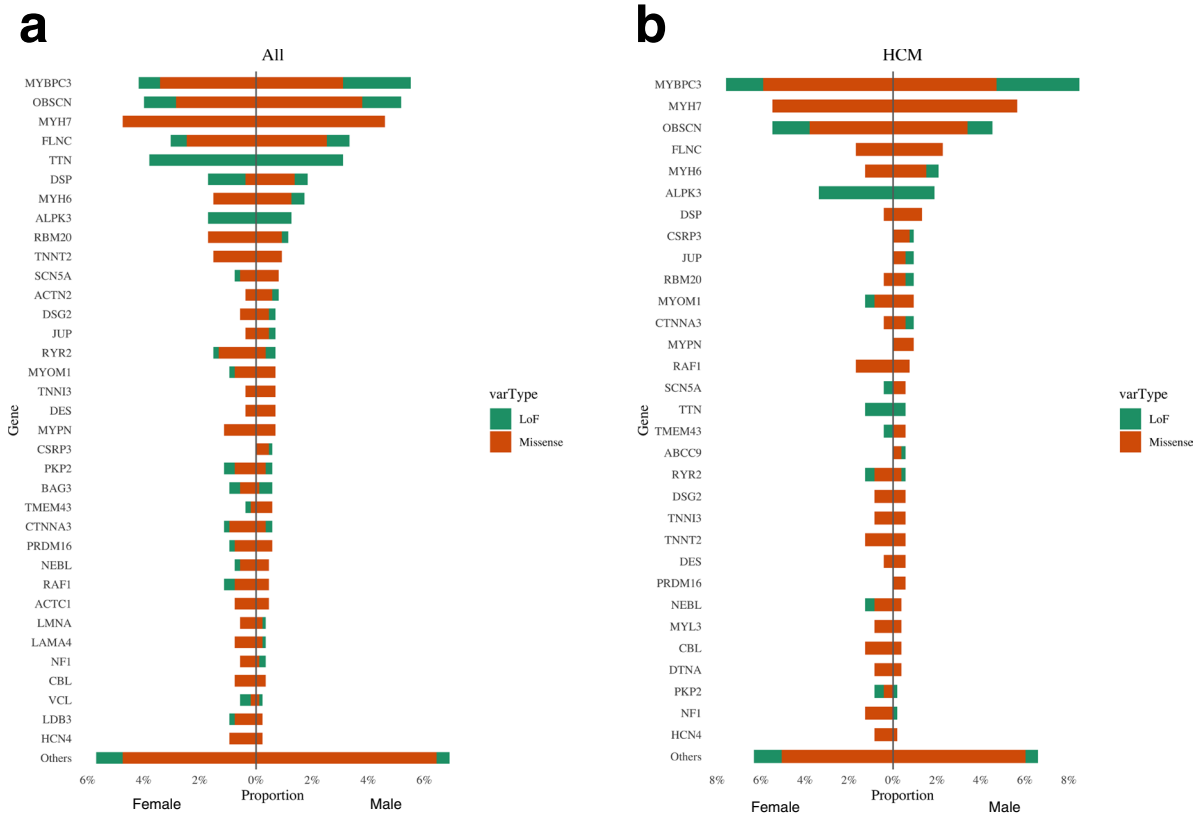 a
All
MYBPC3
OBSCN
MYH7
FLNC
TTN
DSP
MYH6
ALPK3
RBM20
TNNT2
SCN5A
ACTN2
DSG2
JUP
RYR2
MYOM1
TNNI3
DES
MYPN
CSRP3
PKP2
BAG3
TMEM43
CTNNA3
PRDM16
NEBL
RAF1
ACTC1
LMNA
LAMA4
NF1
CBL
VCL
LDB3
HCN4
Others
Gene
6% 4% 2% 0% 2% 4% 6%
Proportion
Female Male
varType
LoF
Missense
b
HCM
MYBPC3
MYH7
OBSCN
FLNC
MYH6
ALPK3
DSP
CSRP3
JUP
RBM20
MYOM1
CTNNA3
MYPN
RAF1
SCN5A
TTN
TMEM43
ABCC9
RYR2
DSG2
TNNI3
TNNT2
DES
PRDM16
NEBL
MYL3
CBL
DTNA
PKP2
NF1
HCN4
Others
Gene
8% 6% 4% 2% 0% 2% 4% 6% 8%
Proportion
Female Male
varType
LoF
Missense